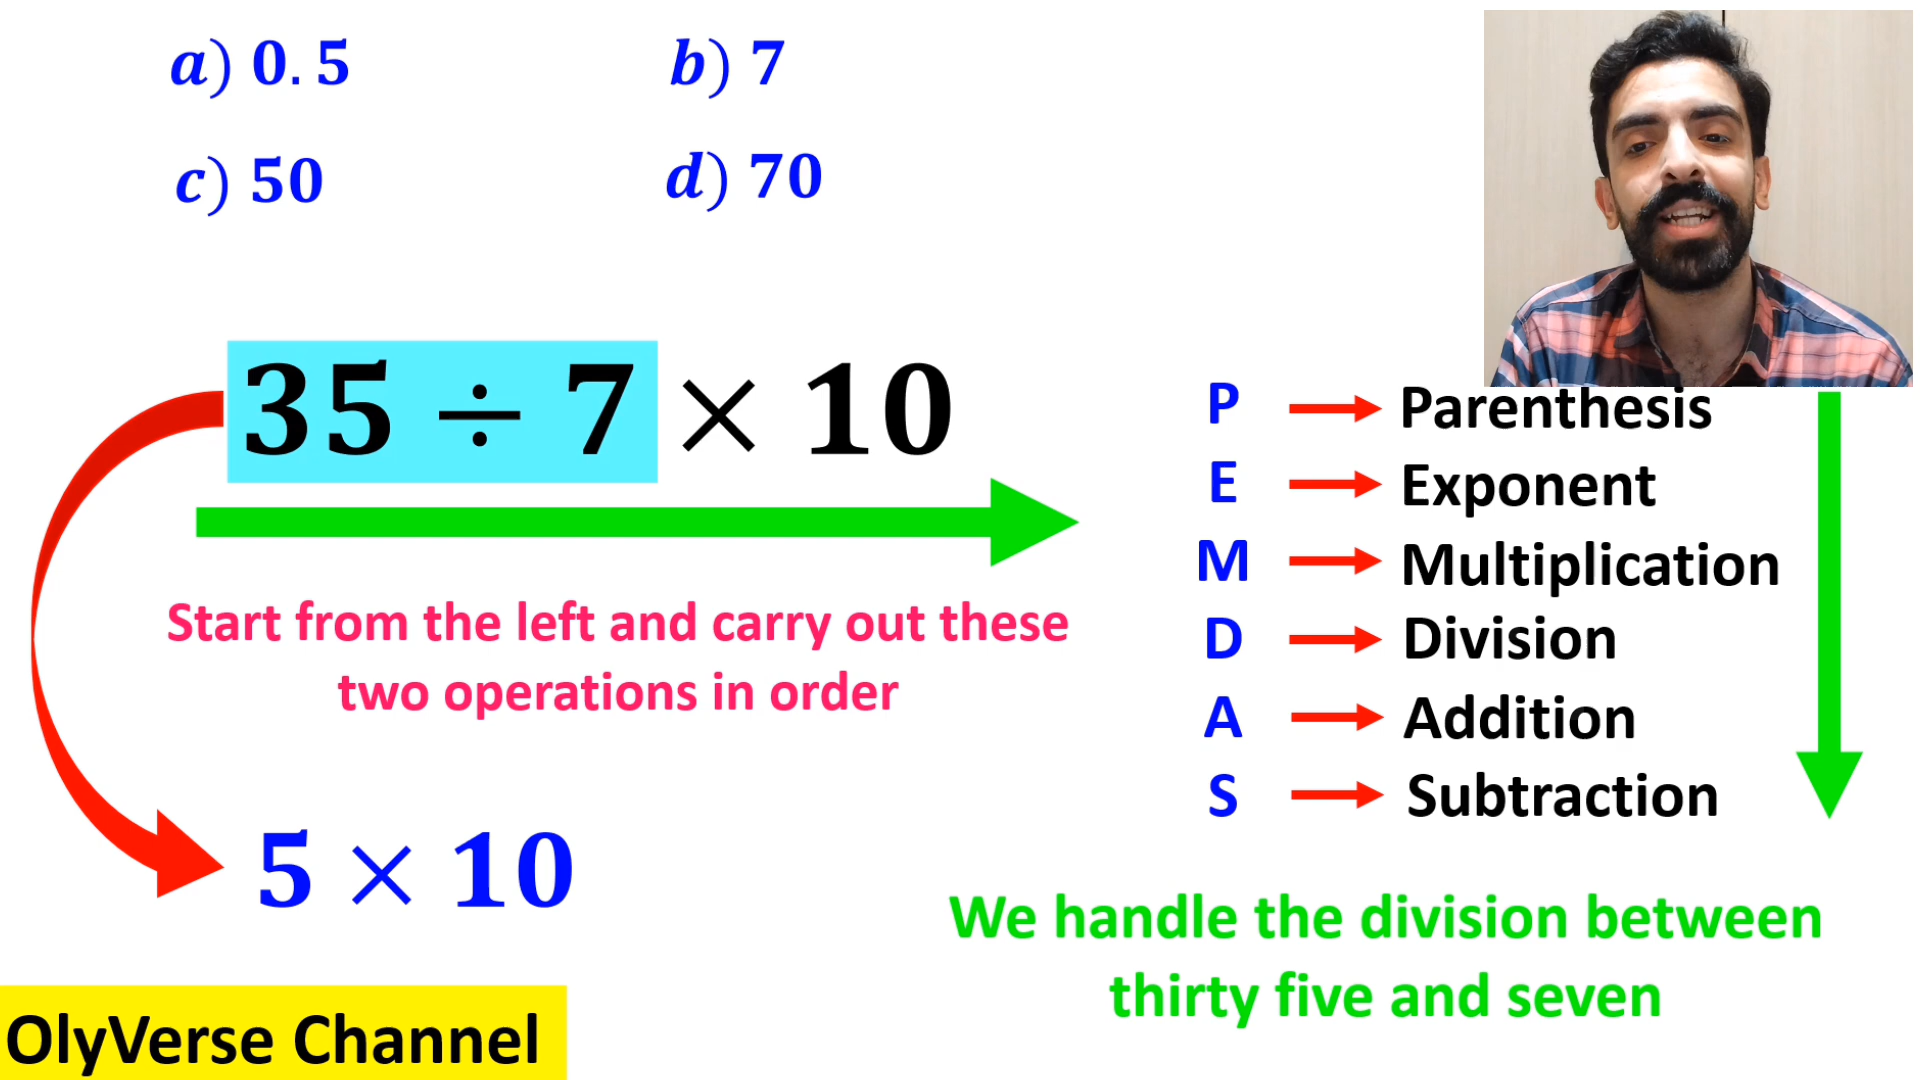 a) 0.5
b) 7
c) 50
d) 70
35 ÷ 7 × 10
Start from the left and carry out these
two operations in order
5 × 10
P → Parenthesis
E → Exponent
M → Multiplication
D → Division
A → Addition
S → Subtraction
We handle the division between
thirty five and seven
OlyVerse Channel